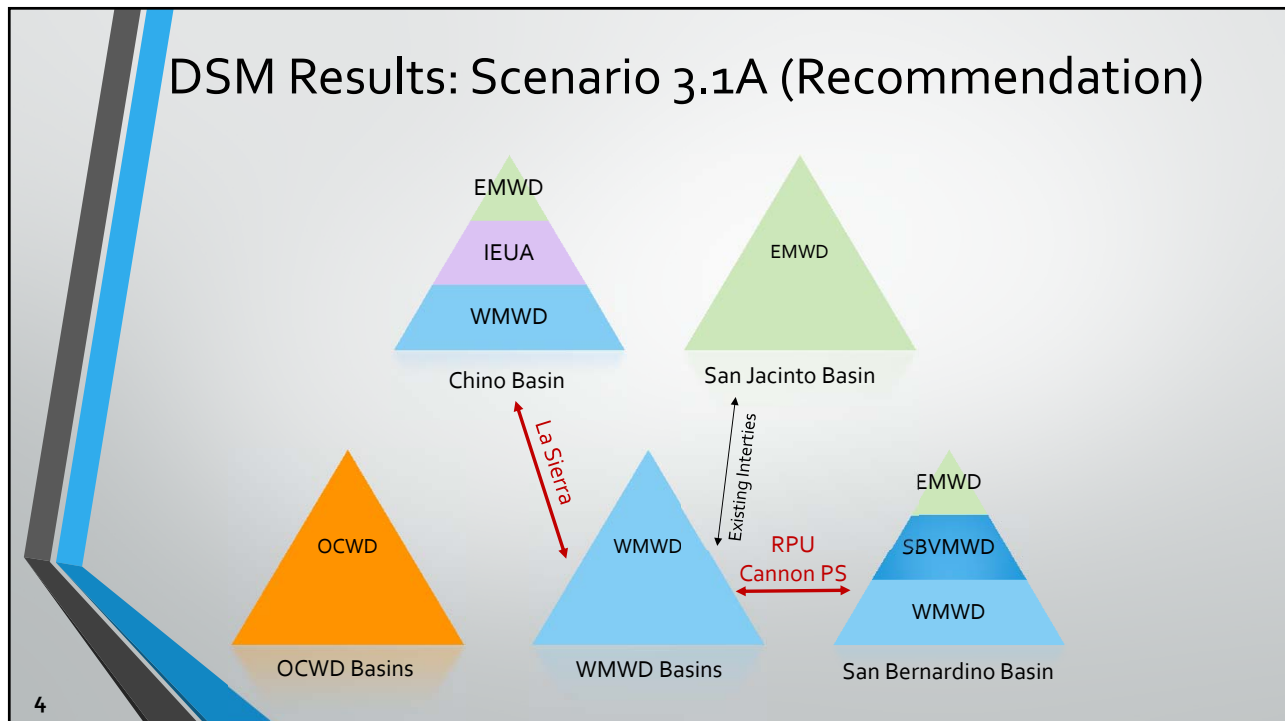 DSM Results: Scenario 3.1A (Recommendation)
EMWD
IEUA
WMWD
Chino Basin
EMWD
San Jacinto Basin
La Sierra
Existing Interties
OCWD
OCWD Basins
WMWD
WMWD Basins
RPU
Cannon PS
EMWD
SBVMWD
WMWD
San Bernardino Basin
4